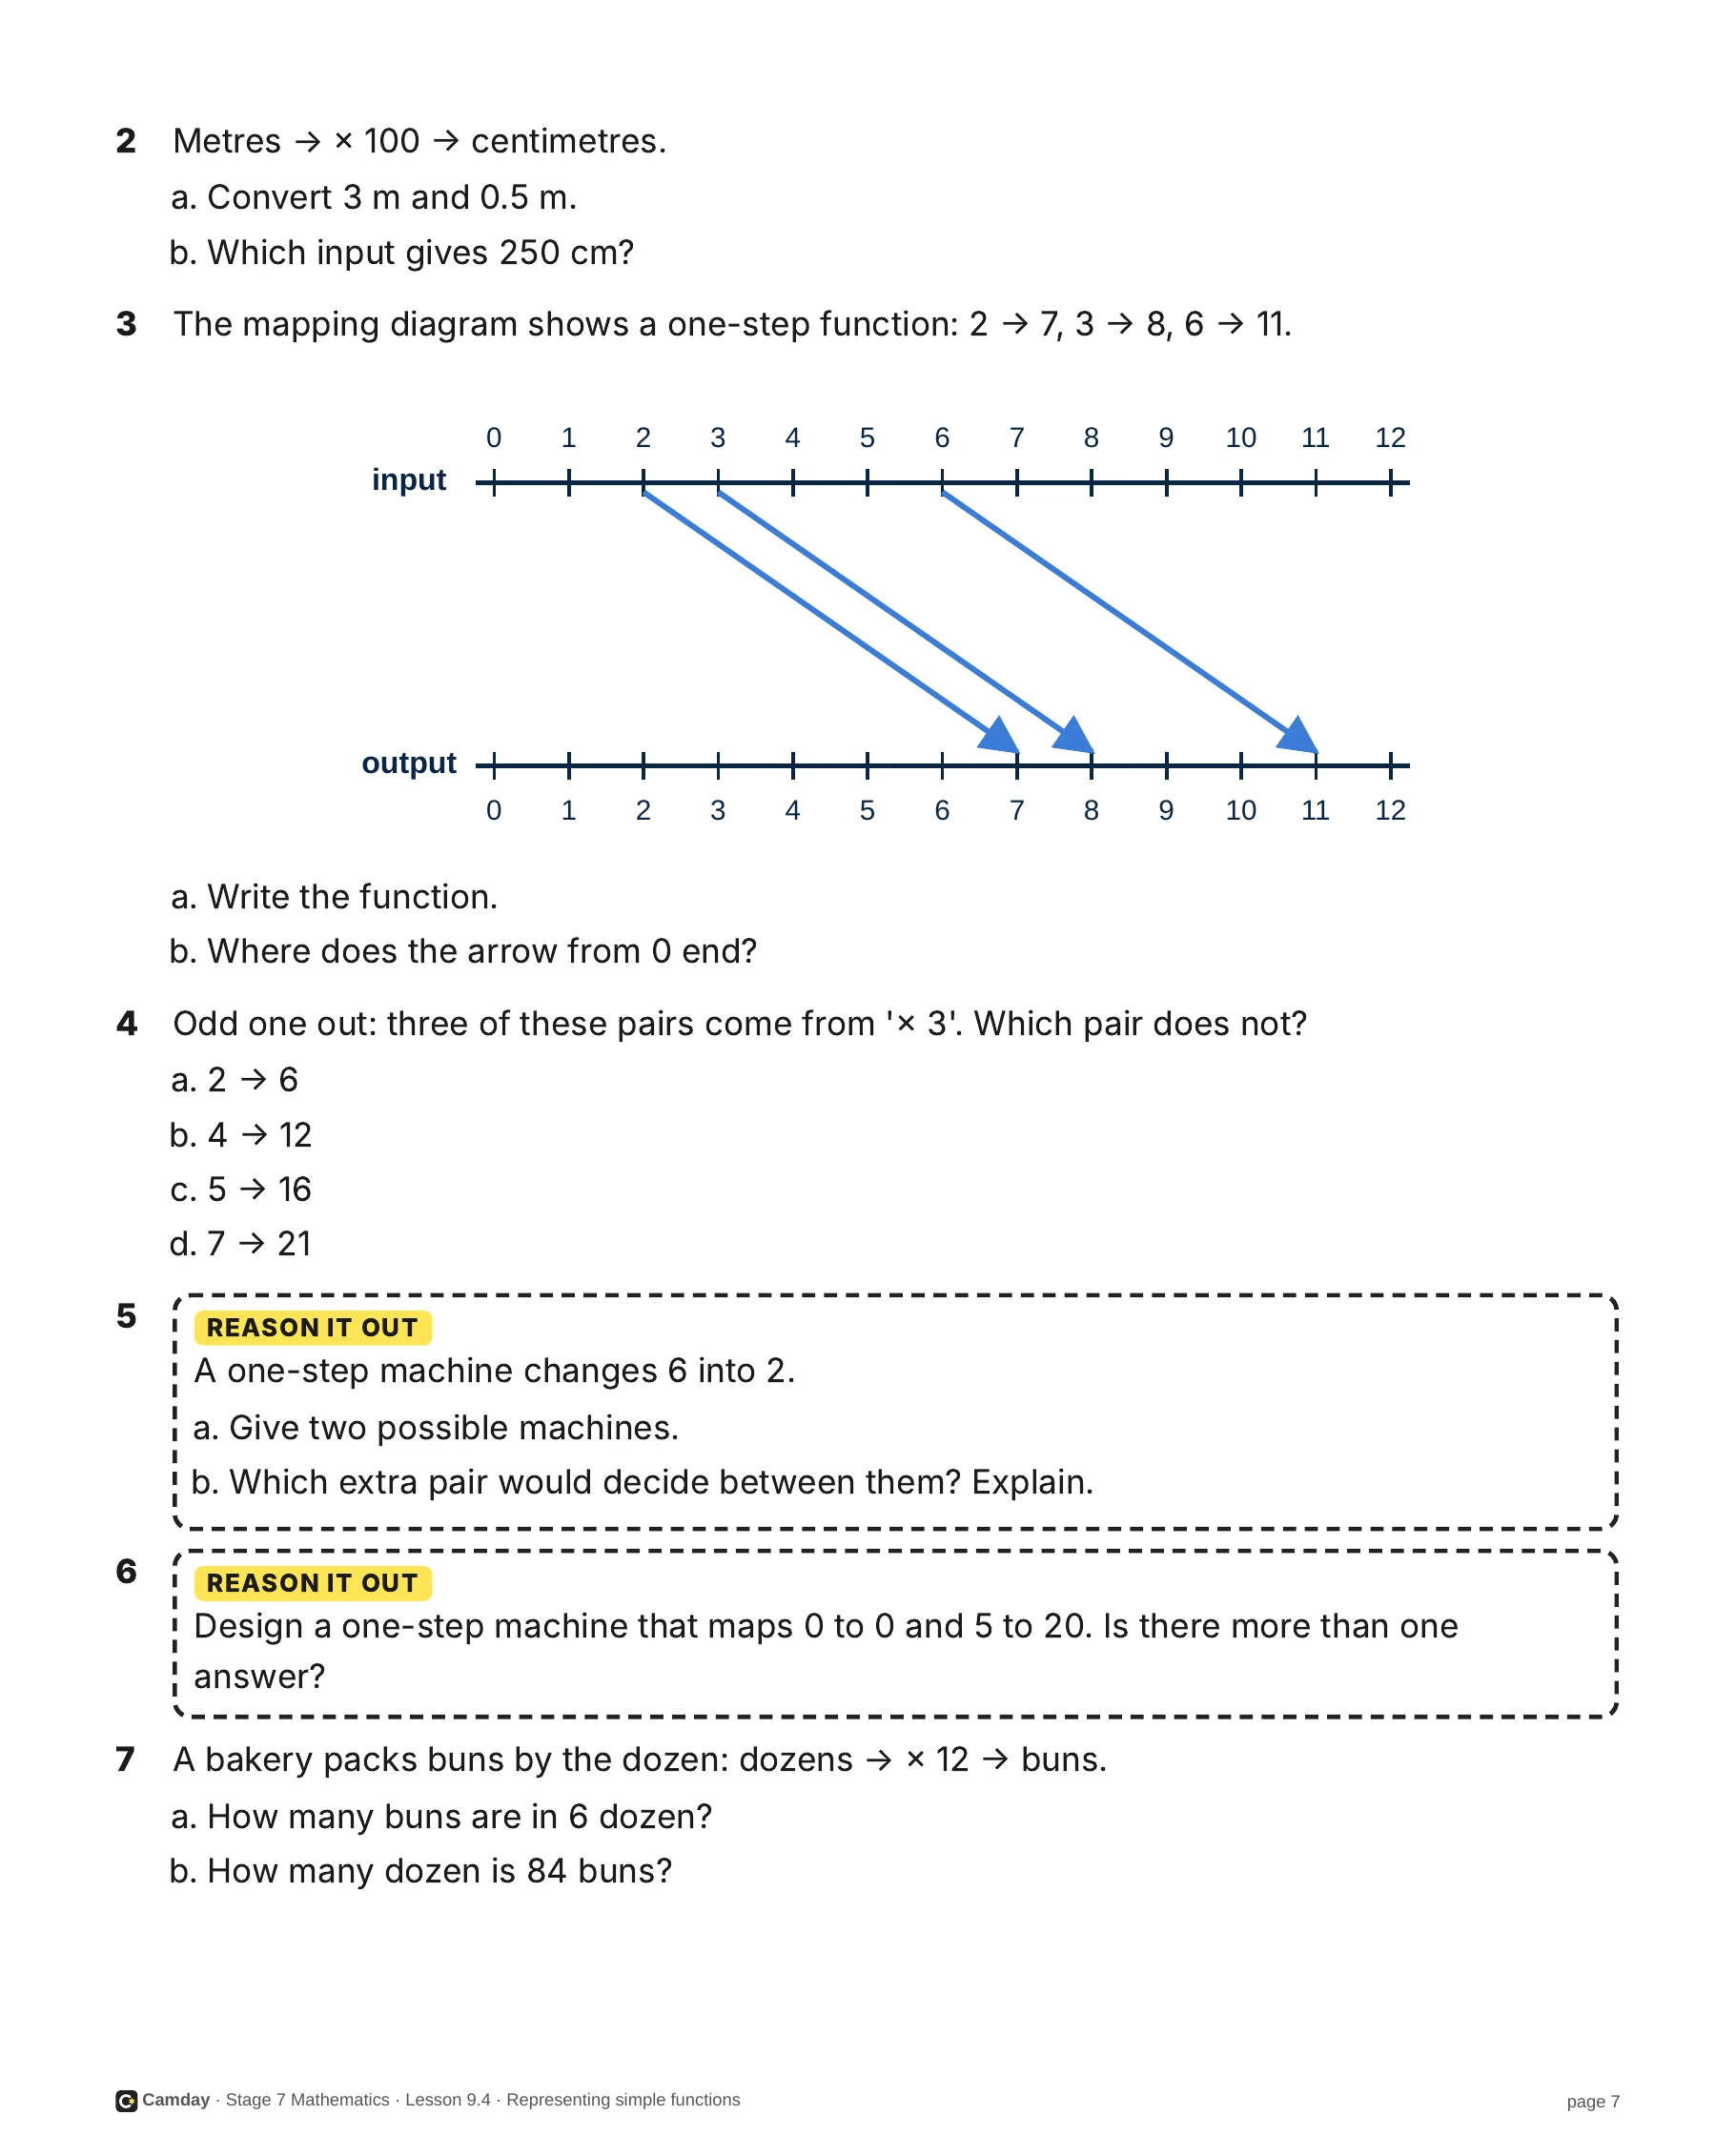 2 Metres → × 100 → centimetres.
a. Convert 3 m and 0.5 m.
b. Which input gives 250 cm?
3 The mapping diagram shows a one-step function: 2 → 7, 3 → 8, 6 → 11.
0 1 2 3 4 5 6 7 8 9 10 11 12
input
output
0 1 2 3 4 5 6 7 8 9 10 11 12
a. Write the function.
b. Where does the arrow from 0 end?
4 Odd one out: three of these pairs come from '× 3'. Which pair does not?
a. 2 → 6
b. 4 → 12
c. 5 → 16
d. 7 → 21
5 REASON IT OUT
A one-step machine changes 6 into 2.
a. Give two possible machines.
b. Which extra pair would decide between them? Explain.
6 REASON IT OUT
Design a one-step machine that maps 0 to 0 and 5 to 20. Is there more than one
answer?
7 A bakery packs buns by the dozen: dozens → × 12 → buns.
a. How many buns are in 6 dozen?
b. How many dozen is 84 buns?
Camday · Stage 7 Mathematics · Lesson 9.4 · Representing simple functions page 7